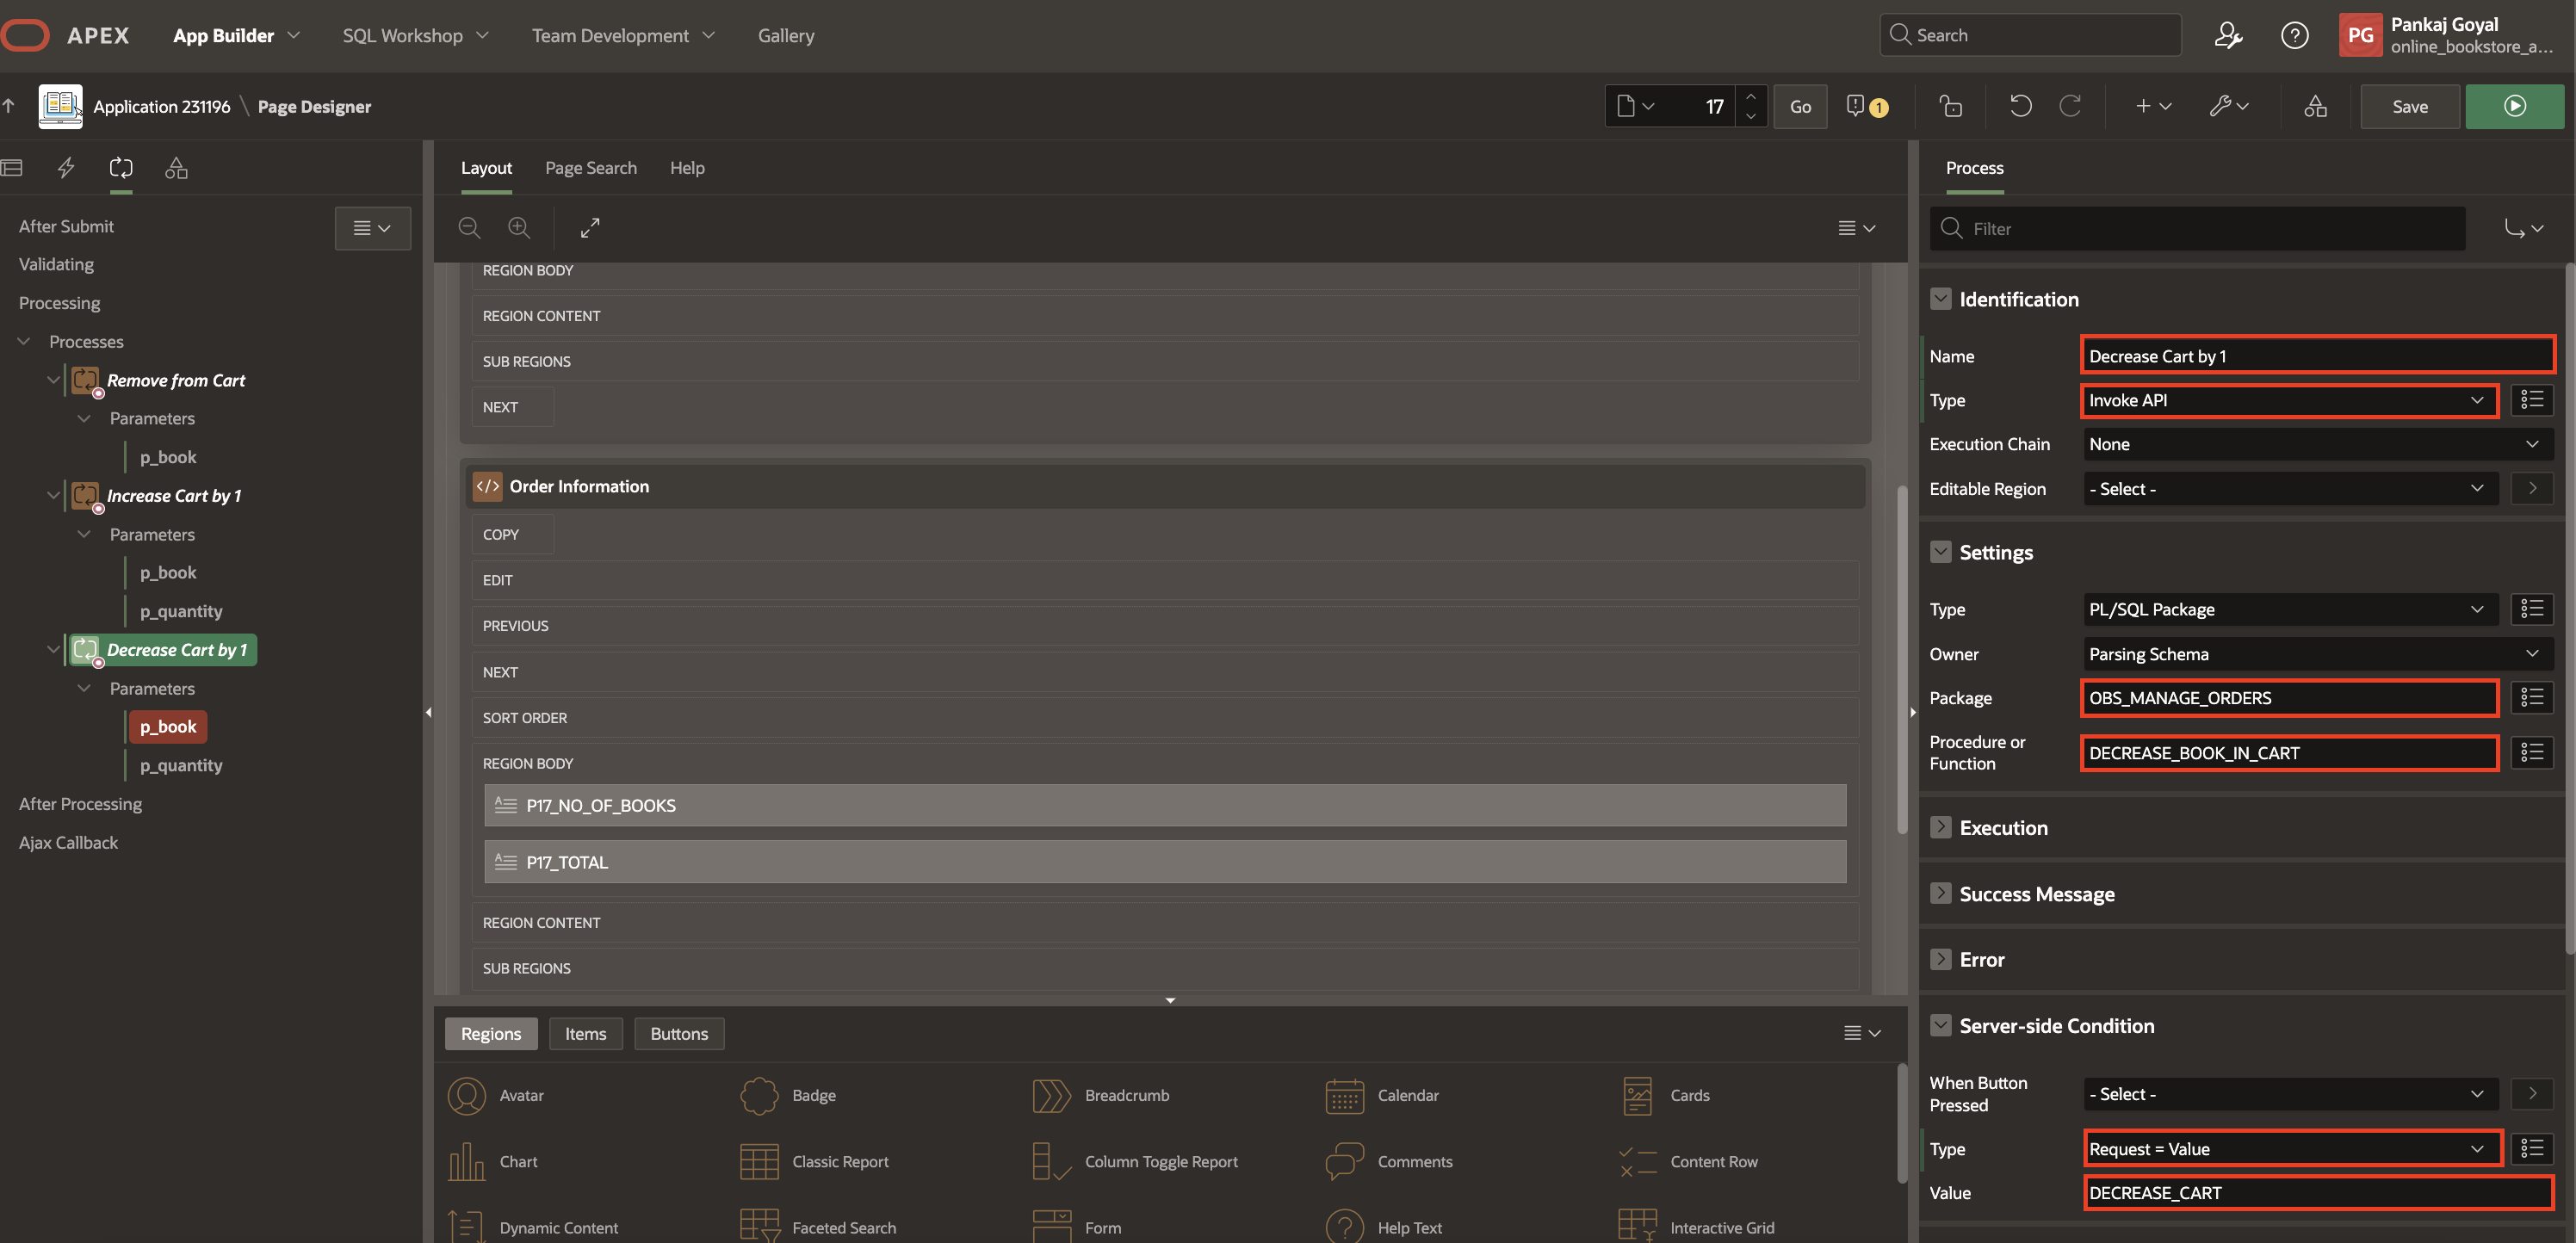 APEX
App Builder
SQL Workshop
Team Development
Gallery
Search
PG
Pankaj Goyal
online_bookstore_a...
Application 231196 \ Page Designer
17
Go
1
Save
After Submit
Validating
Processing
Processes
Remove from Cart
Parameters
p_book
Increase Cart by 1
Parameters
p_book
p_quantity
Decrease Cart by 1
Parameters
p_book
p_quantity
After Processing
Ajax Callback
Layout
Page Search
Help
REGION BODY
REGION CONTENT
SUB REGIONS
NEXT
Order Information
COPY
EDIT
PREVIOUS
NEXT
SORT ORDER
REGION BODY
P17_NO_OF_BOOKS
P17_TOTAL
REGION CONTENT
SUB REGIONS
Regions
Items
Buttons
Avatar
Badge
Breadcrumb
Calendar
Cards
Chart
Classic Report
Column Toggle Report
Comments
Content Row
Dynamic Content
Faceted Search
Form
Help Text
Interactive Grid
Process
Filter
Identification
Name
Decrease Cart by 1
Type
Invoke API
Execution Chain
None
Editable Region
- Select -
Settings
Type
PL/SQL Package
Owner
Parsing Schema
Package
OBS_MANAGE_ORDERS
Procedure or
Function
DECREASE_BOOK_IN_CART
Execution
Success Message
Error
Server-side Condition
When Button
Pressed
- Select -
Type
Request = Value
Value
DECREASE_CART